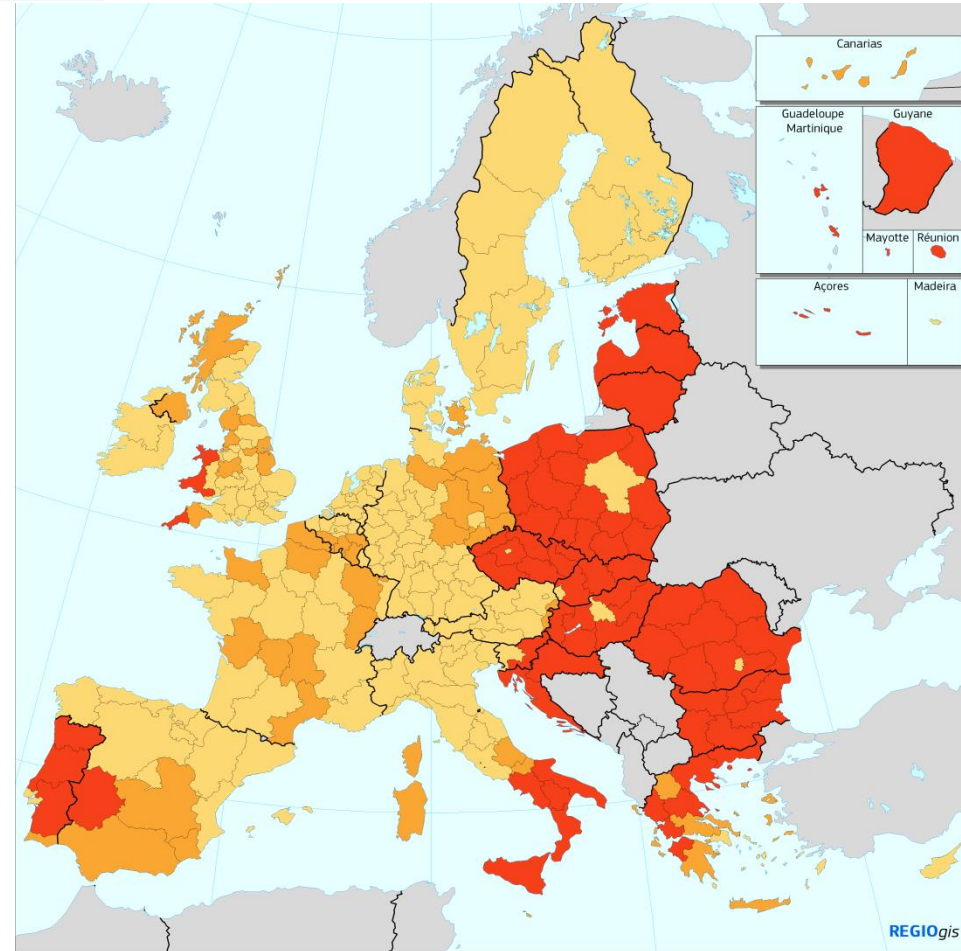 Canarias
Guadeloupe
Martinique
Guyane
Mayotte
Réunion
Açores
Madeira
REGIOgis